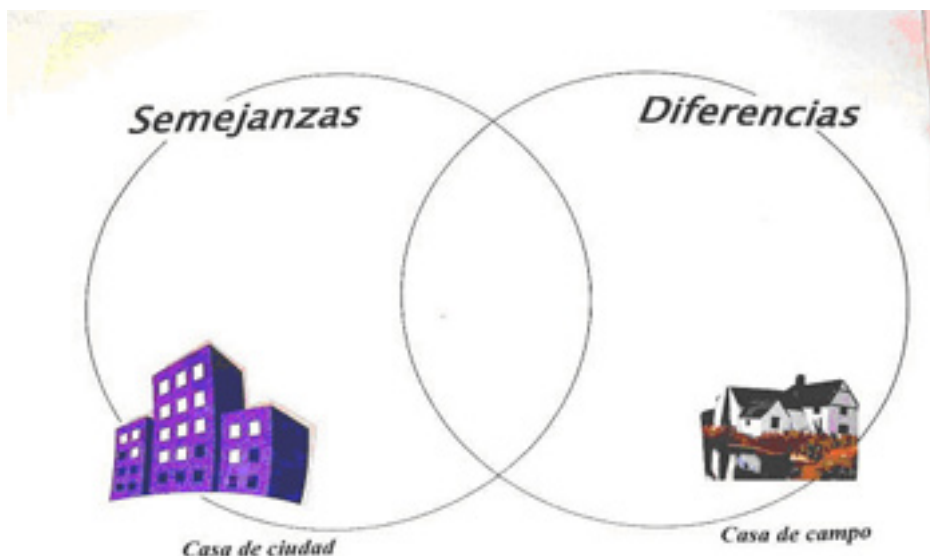 Semejanzas
Diferencias
Casa de ciudad
Casa de campo